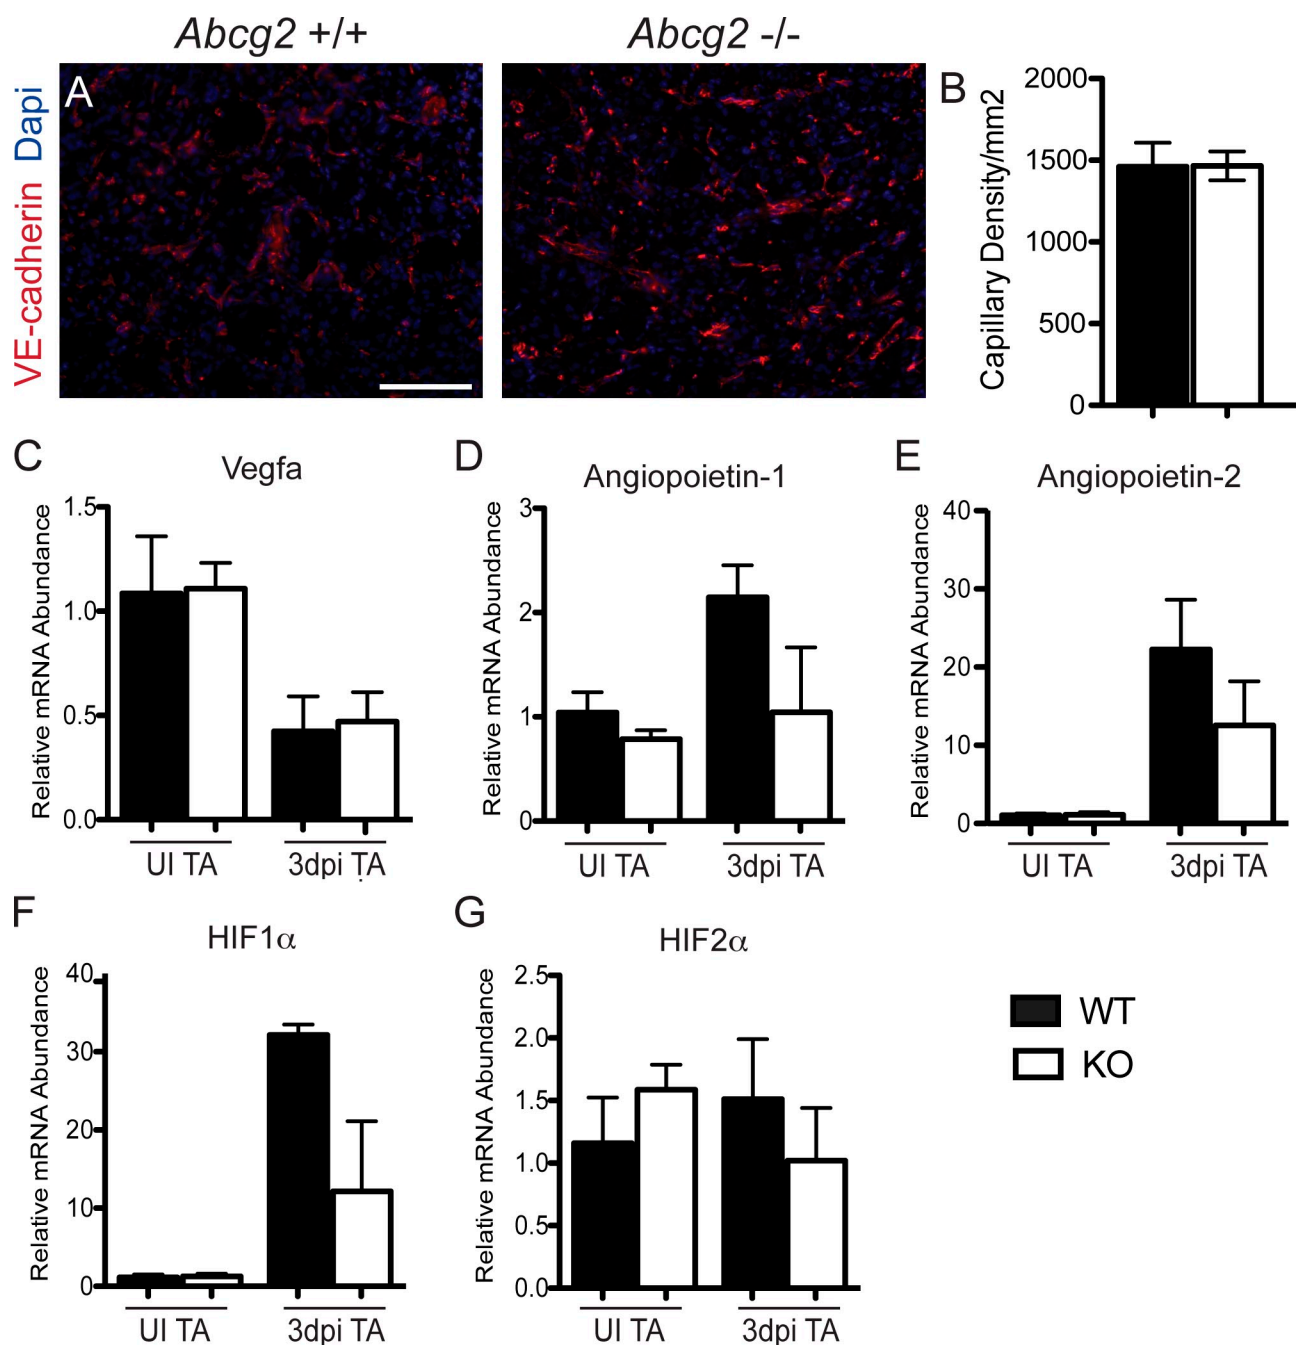 Abcg2 +/+
Abcg2 -/-
VE-cadherin Dapi
A
B
Capillary Density/mm2
2000
1500
1000
500
0
C
Vegfa
Relative mRNA Abundance
1.5
1.0
0.5
0.0
UI TA
3dpi TA
D
Angiopoietin-1
Relative mRNA Abundance
3
2
1
0
UI TA
3dpi TA
E
Angiopoietin-2
Relative mRNA Abundance
40
30
20
10
0
UI TA
3dpi TA
F
HIF1α
Relative mRNA Abundance
40
30
20
10
0
UI TA
3dpi TA
G
HIF2α
Relative mRNA Abundance
2.5
2.0
1.5
1.0
0.5
0.0
UI TA
3dpi TA
WT
KO